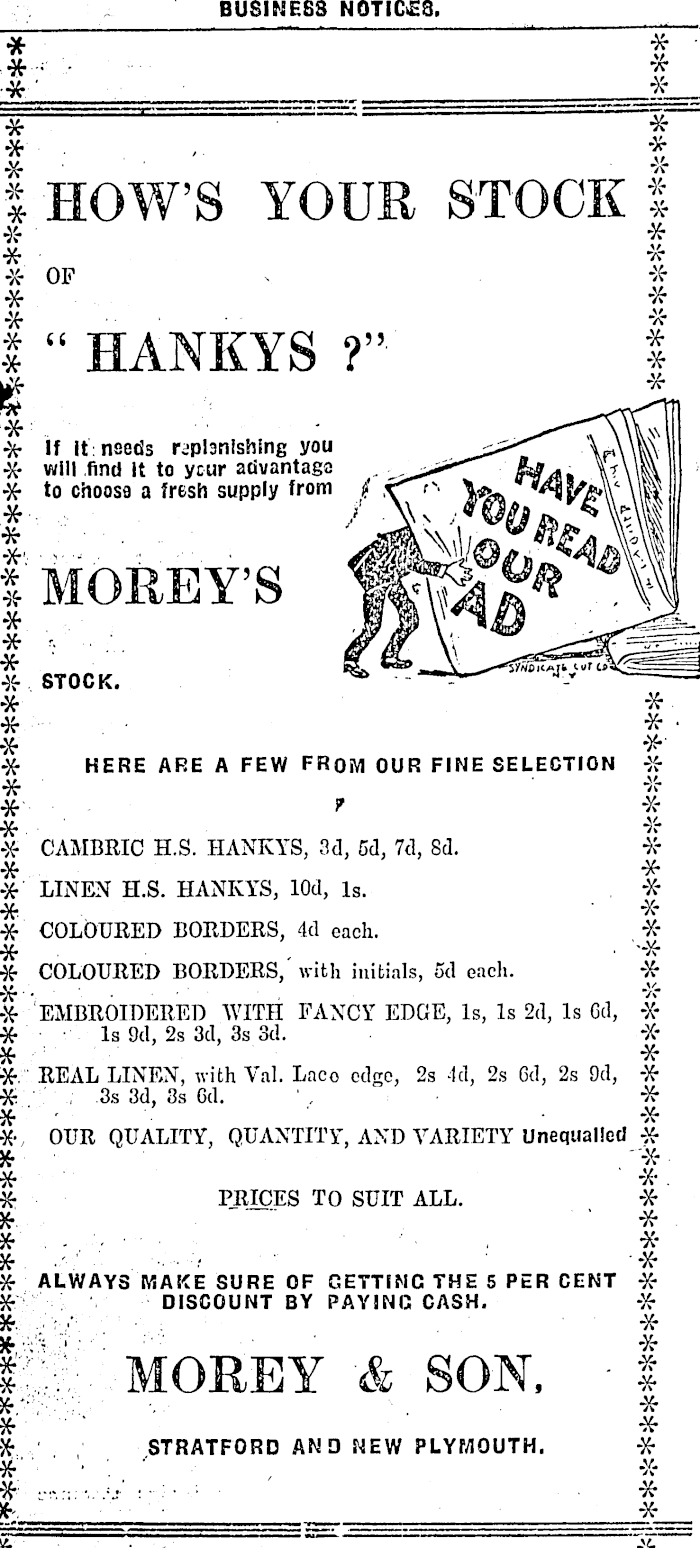 BUSINESS NOTICES.
HOW'S YOUR STOCK
OF
"HANKYS ?"
If it needs replenishing you
will find it to your advantage
to choose a fresh supply from
MOREY'S
STOCK.
HAVE
YOU READ
OUR
AD
SYNDICATE CUT CO
N Y
HERE ARE A FEW FROM OUR FINE SELECTION
CAMBRIC H.S. HANKYS, 3d, 5d, 7d, 8d.
LINEN H.S. HANKYS, 10d, 1s.
COLOURED BORDERS, 4d each.
COLOURED BORDERS, with initials, 5d each.
EMBROIDERED WITH FANCY EDGE, 1s, 1s 2d, 1s 6d,
1s 9d, 2s 3d, 3s 3d.
REAL LINEN, with Val. Lace edge, 2s 4d, 2s 6d, 2s 9d,
3s 3d, 3s 6d.
OUR QUALITY, QUANTITY, AND VARIETY Unequalled
PRICES TO SUIT ALL.
ALWAYS MAKE SURE OF GETTING THE 5 PER CENT
DISCOUNT BY PAYING CASH.
MOREY & SON,
STRATFORD AND NEW PLYMOUTH.